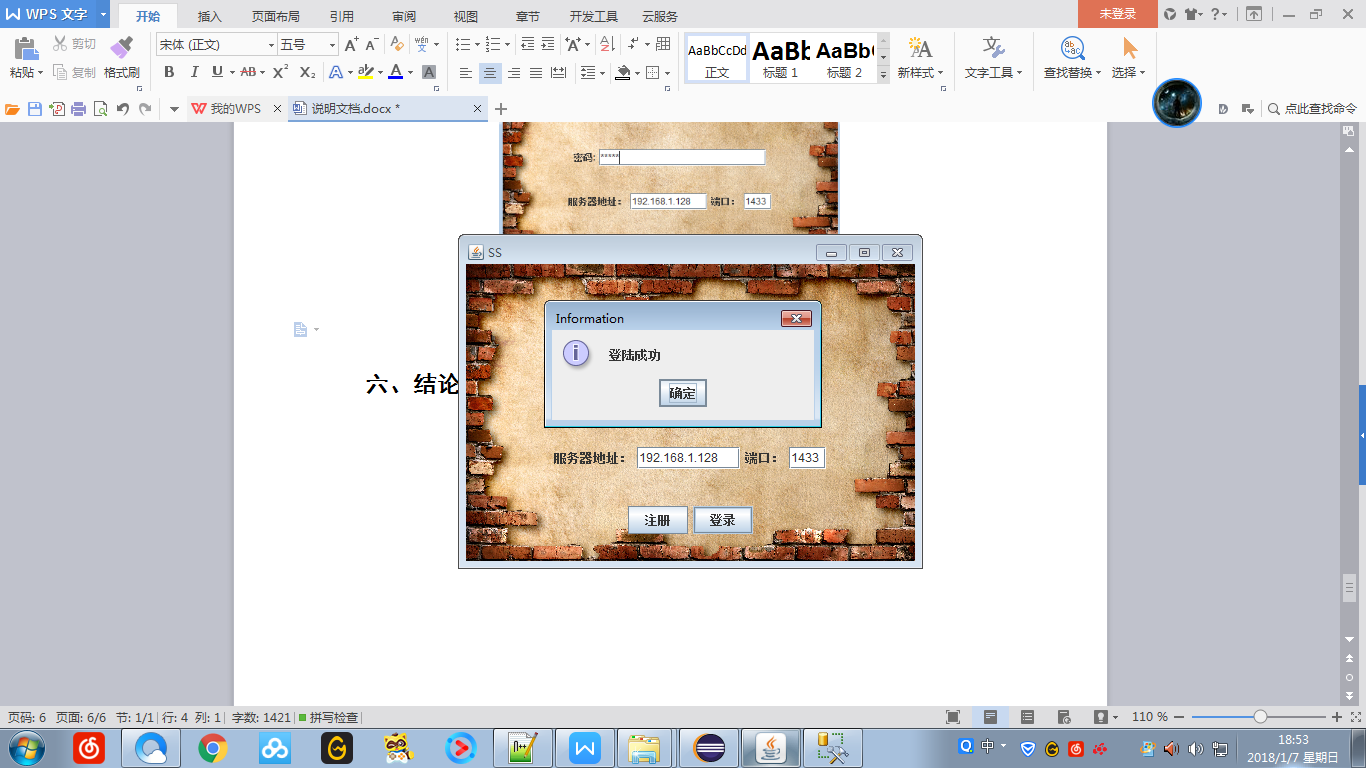 WPS 文字
开始 插入 页面布局 引用 审阅 视图 章节 开发工具 云服务 未登录
剪切 宋体 (正文) 五号 AaBbCcDd AaBb AaBb
粘贴 复制 格式刷 正文 标题 1 标题 2 新样式 文字工具 查找替换 选择
我的WPS 说明文档.docx * 点此查找命令
密码: *****
服务器地址: 192.168.1.128 端口: 1433
SS
Information
登陆成功
确定
六、结论
服务器地址: 192.168.1.128 端口: 1433
注册 登录
页码: 6 页面: 6/6 节: 1/1 行: 4 列: 1 字数: 1421 拼写检查 110 %
中 18:53
2018/1/7 星期日